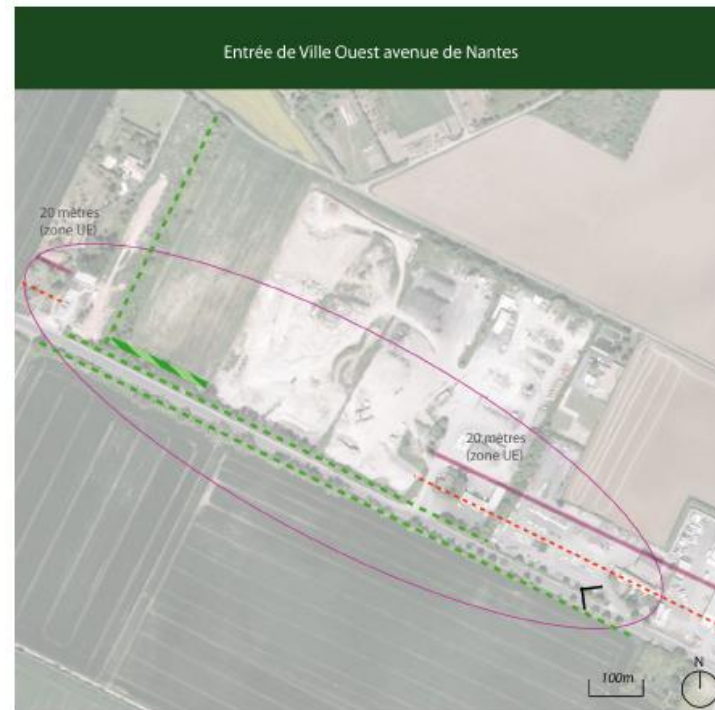 Entrée de Ville Ouest avenue de Nantes
20 mètres
(zone UE)
20 mètres
(zone UE)
100m
N